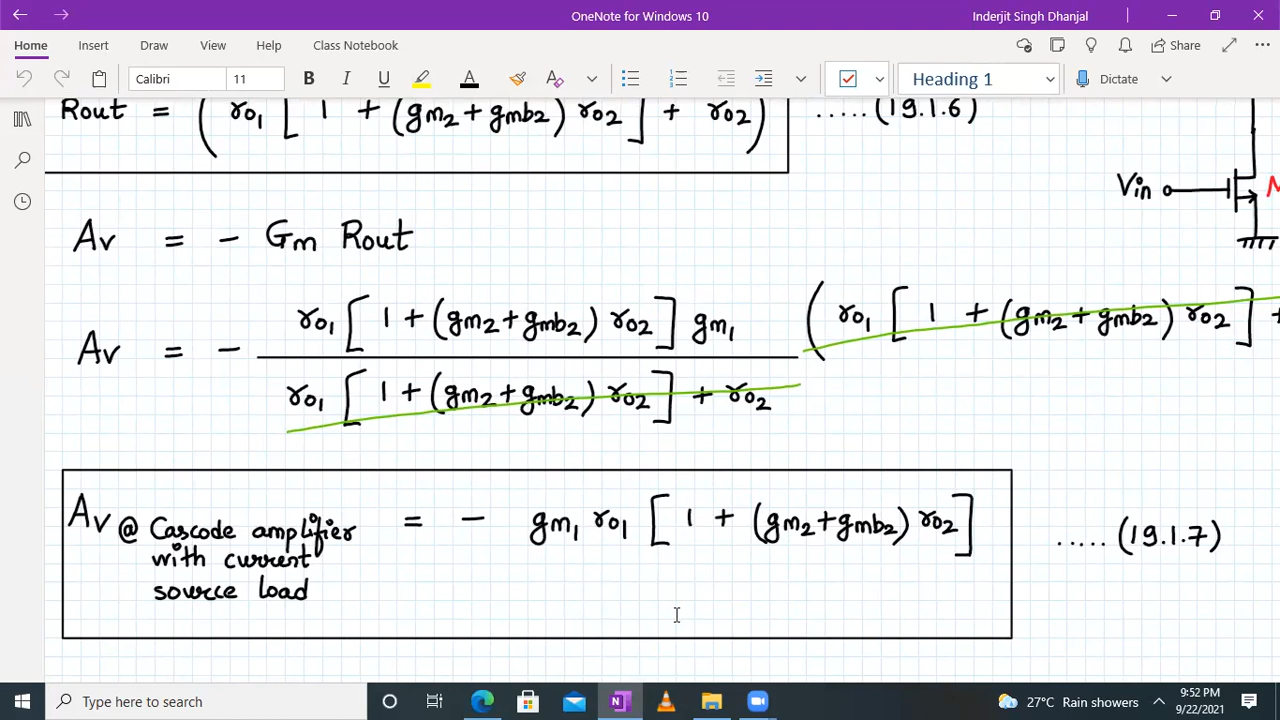 OneNote for Windows 10
Inderjit Singh Dhanjal
Home Insert Draw View Help Class Notebook
Share
Calibri 11 B I U A Heading 1 Dictate
Rout = ( ro1 [ 1 + (gm2 + gmb2) ro2 ] + ro2 ) ..... (19.1.6)
Vin
Av = - Gm Rout
ro1 [ 1 + (gm2 + gmb2) ro2 ] gm1 ( ro1 [ 1 + (gm2 + gmb2) ro2 ] +
Av = -
ro1 [ 1 + (gm2 + gmb2) ro2 ] + ro2
Av @ Cascode amplifier = - gm1 ro1 [ 1 + (gm2 + gmb2) ro2 ] ..... (19.1.7)
with current
source load
Type here to search
27°C Rain showers
9:52 PM
9/22/2021